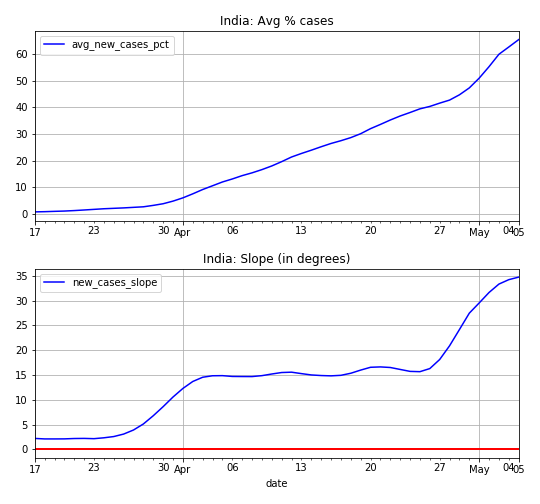 India: Avg % cases
avg_new_cases_pct
60
50
40
30
20
10
0
17 23 30 Apr 06 13 20 27 May 04 05
India: Slope (in degrees)
new_cases_slope
35
30
25
20
15
10
5
0
17 23 30 Apr 06 13 20 27 May 04 05
date